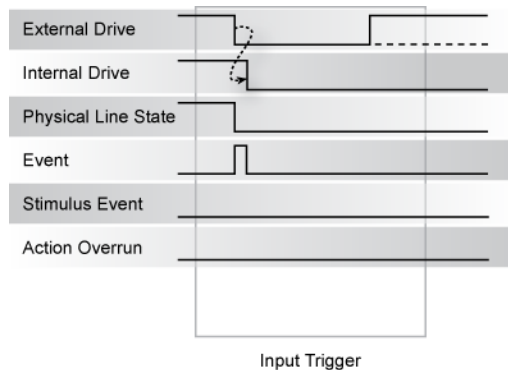 External Drive
Internal Drive
Physical Line State
Event
Stimulus Event
Action Overrun
Input Trigger